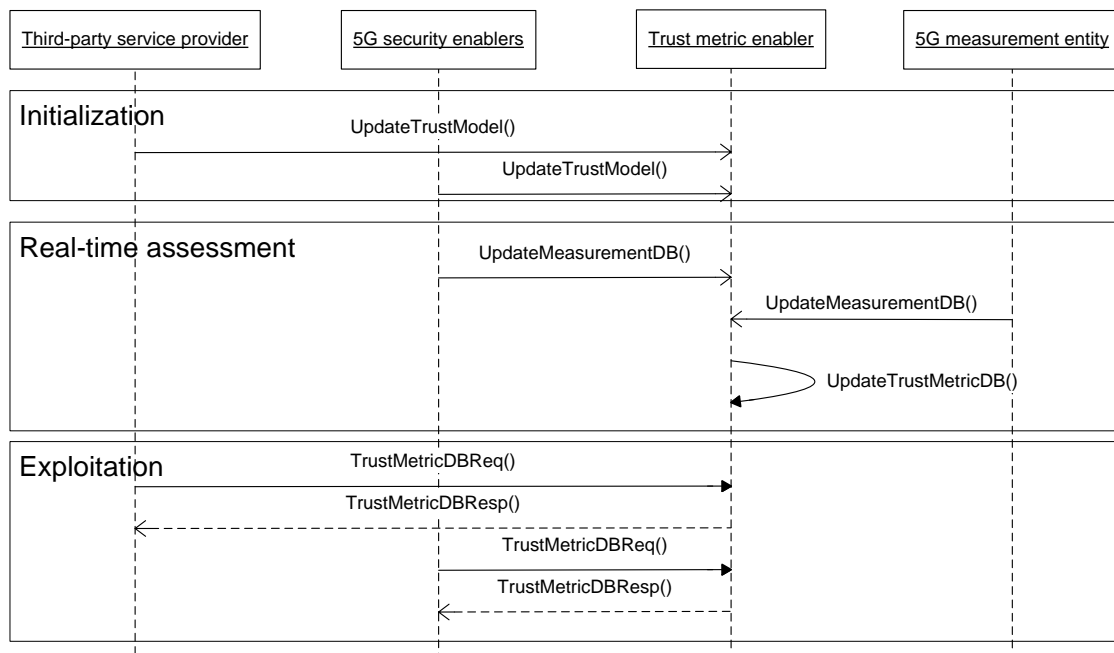 Third-party service provider
5G security enablers
Trust metric enabler
5G measurement entity
Initialization
UpdateTrustModel()
UpdateTrustModel()
Real-time assessment
UpdateMeasurementDB()
UpdateMeasurementDB()
UpdateTrustMetricDB()
Exploitation
TrustMetricDBReq()
TrustMetricDBResp()
TrustMetricDBReq()
TrustMetricDBResp()